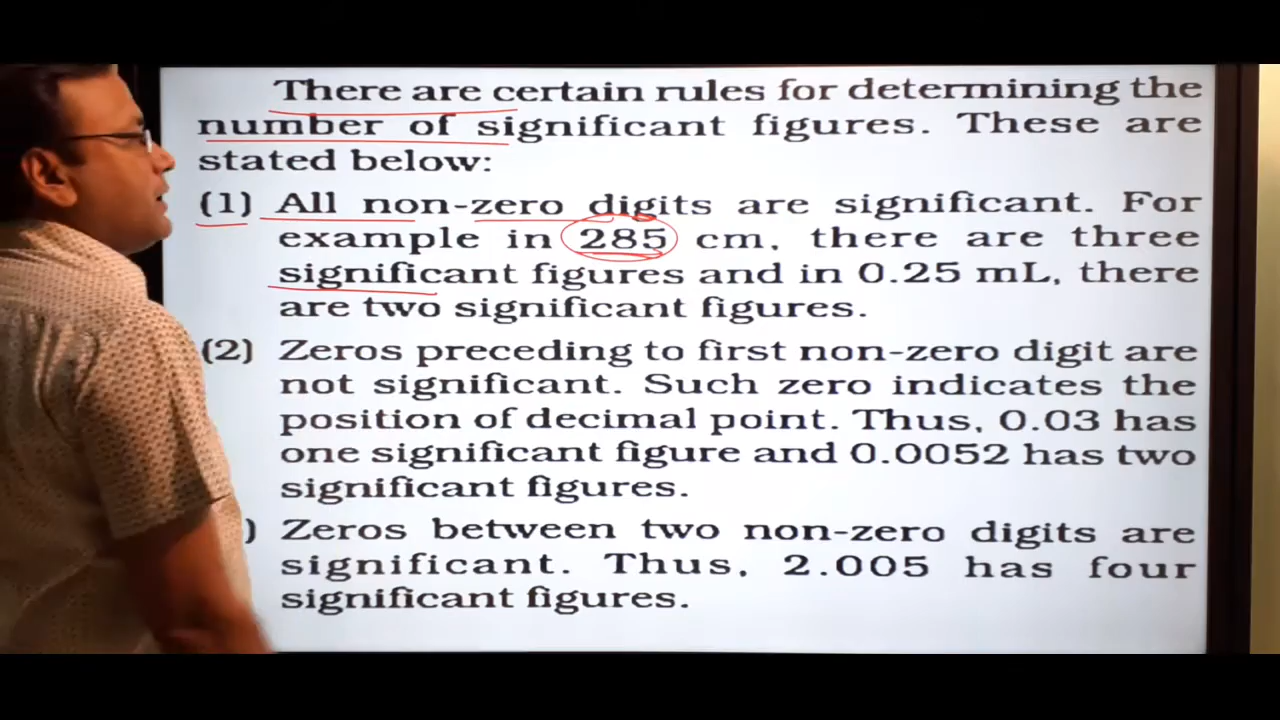 There are certain rules for determining the
number of significant figures. These are
stated below:
(1) All non-zero digits are significant. For
example in 285 cm, there are three
significant figures and in 0.25 mL, there
are two significant figures.
(2) Zeros preceding to first non-zero digit are
not significant. Such zero indicates the
position of decimal point. Thus, 0.03 has
one significant figure and 0.0052 has two
significant figures.
) Zeros between two non-zero digits are
significant. Thus, 2.005 has four
significant figures.